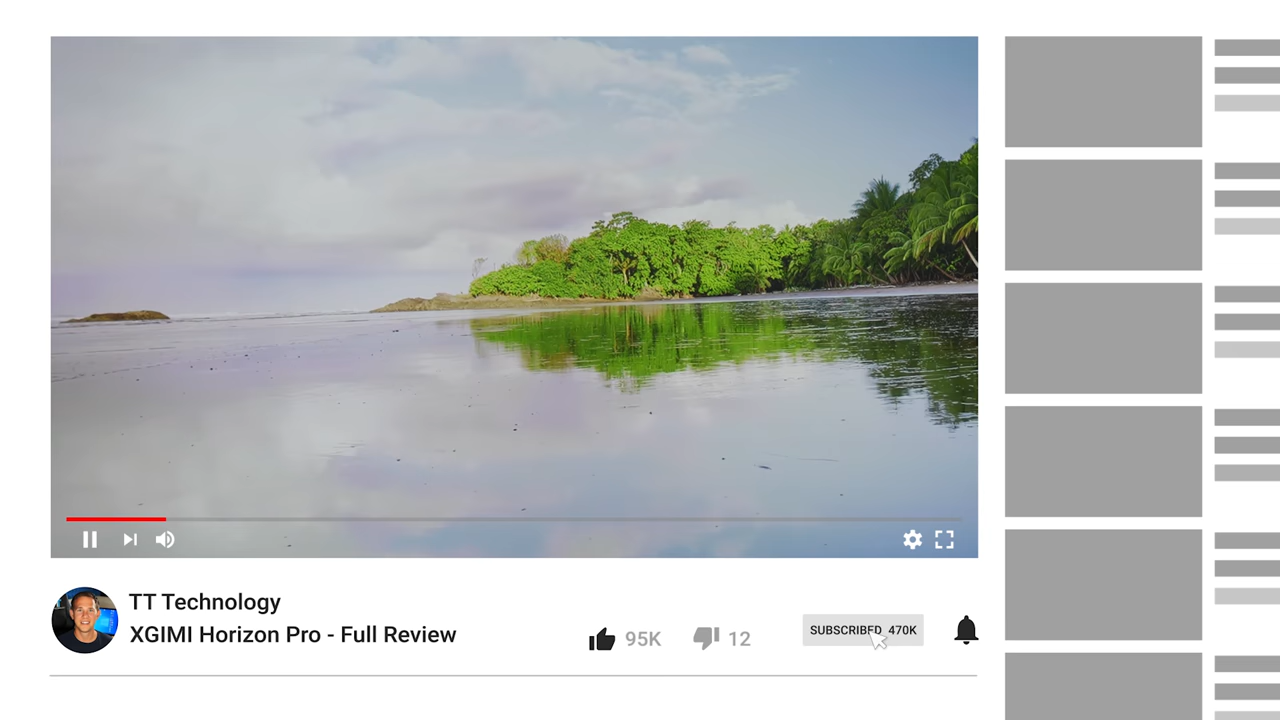 TT Technology
XGIMI Horizon Pro - Full Review
95K
12
SUBSCRIBED 470K